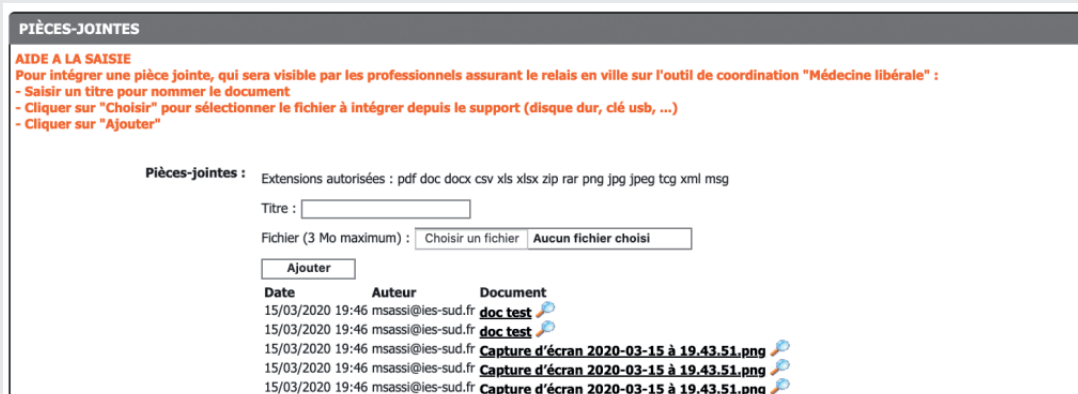 PIÈCES-JOINTES
AIDE A LA SAISIE
Pour intégrer une pièce jointe, qui sera visible par les professionnels assurant le relais en ville sur l'outil de coordination "Médecine libérale" :
- Saisir un titre pour nommer le document
- Cliquer sur "Choisir" pour sélectionner le fichier à intégrer depuis le support (disque dur, clé usb, ...)
- Cliquer sur "Ajouter"
Pièces-jointes : Extensions autorisées : pdf doc docx csv xls xlsx zip rar png jpg jpeg tcg xml msg
Titre :
Fichier (3 Mo maximum) : Choisir un fichier Aucun fichier choisi
Ajouter
Date Auteur Document
15/03/2020 19:46 msassi@ies-sud.fr doc test
15/03/2020 19:46 msassi@ies-sud.fr doc test
15/03/2020 19:46 msassi@ies-sud.fr Capture d'écran 2020-03-15 à 19.43.51.png
15/03/2020 19:46 msassi@ies-sud.fr Capture d'écran 2020-03-15 à 19.43.51.png
15/03/2020 19:46 msassi@ies-sud.fr Capture d'écran 2020-03-15 à 19.43.51.png